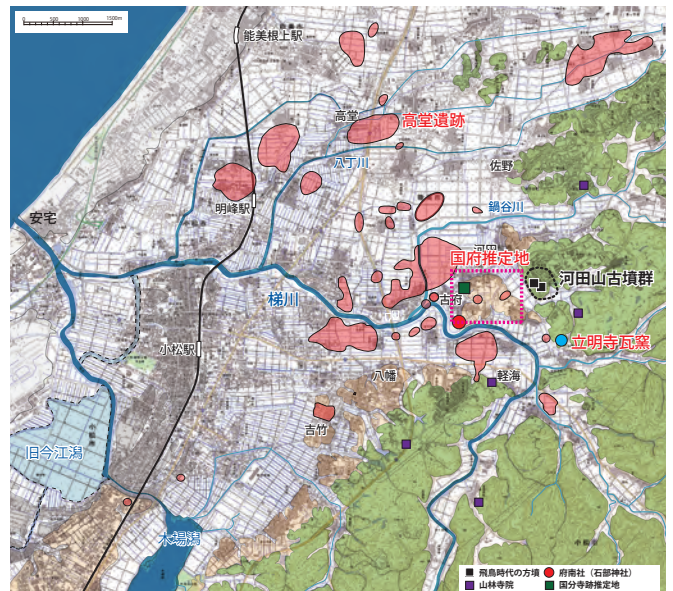 0 500 1000 1500m
能美根上駅
高堂
高堂遺跡
八丁川
佐野
明峰駅
鍋谷川
安宅
国府推定地
河田山古墳群
梯川
古府
立明寺瓦窯
小松駅
八幡
軽海
吉竹
旧今江潟
木場潟
飛鳥時代の方墳
府南社（石部神社）
山林寺院
国分寺跡推定地